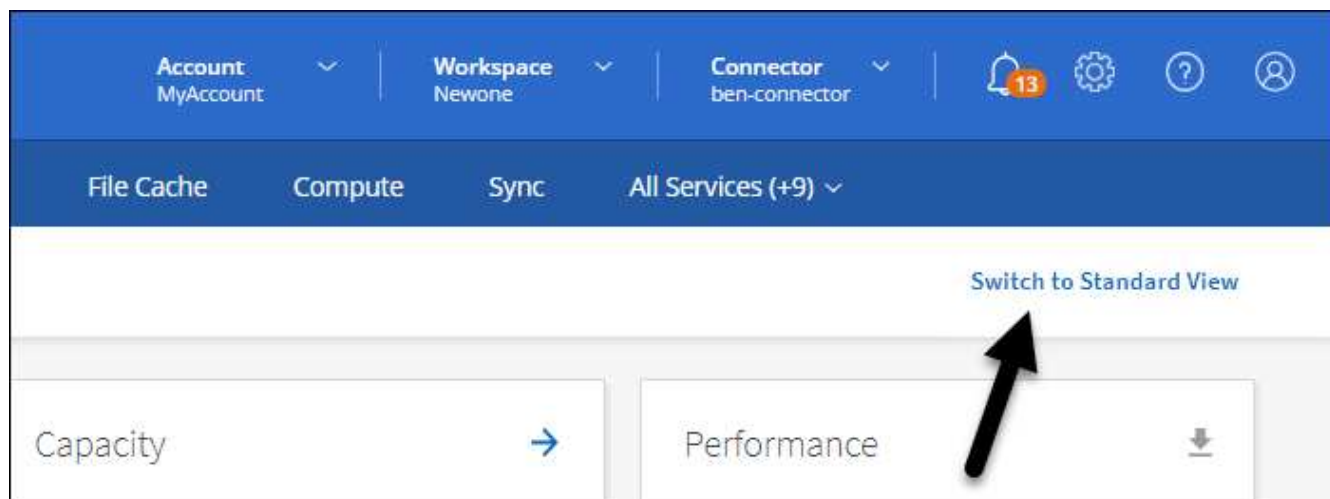 Account
MyAccount
Workspace
Newone
Connector
ben-connector
13
File Cache
Compute
Sync
All Services (+9)
Switch to Standard View
Capacity
Performance